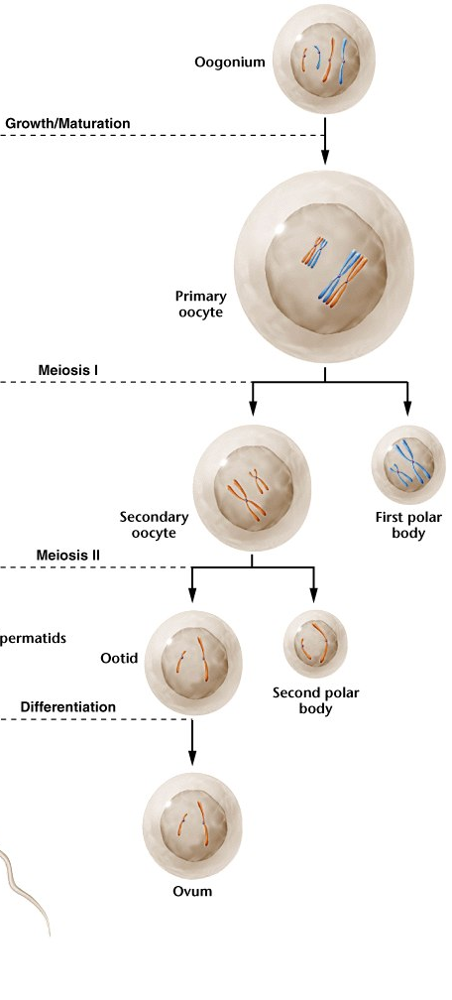 Oogonium
Growth/Maturation
Primary
oocyte
Meiosis I
Secondary
oocyte
First polar
body
Meiosis II
permatids
Ootid
Second polar
body
Differentiation
Ovum